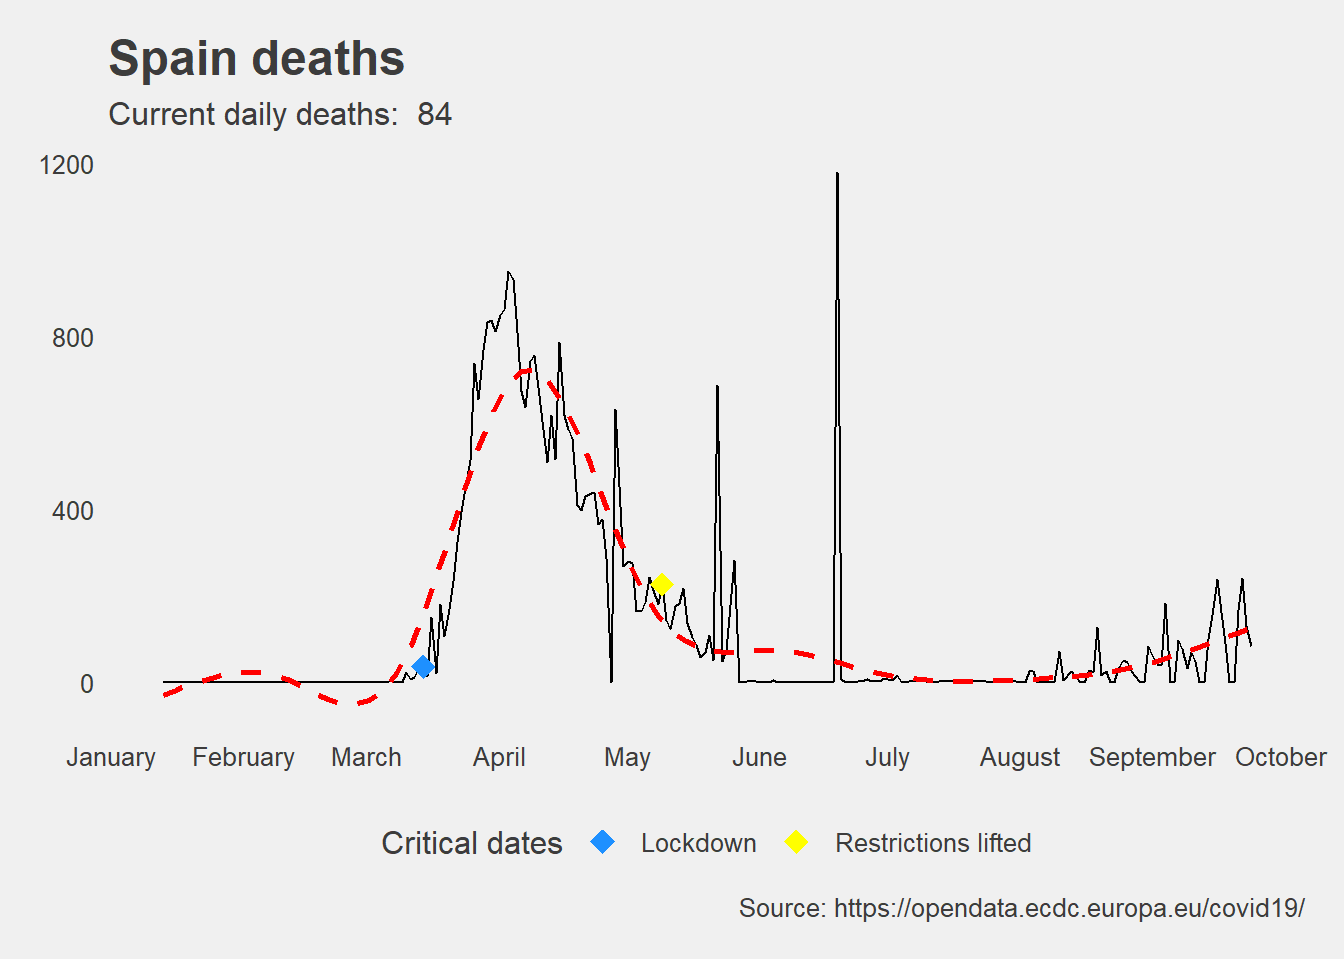 Spain deaths
Current daily deaths:  84
1200
800
400
0
January February March April May June July August September October
Critical dates Lockdown Restrictions lifted
Source: https://opendata.ecdc.europa.eu/covid19/